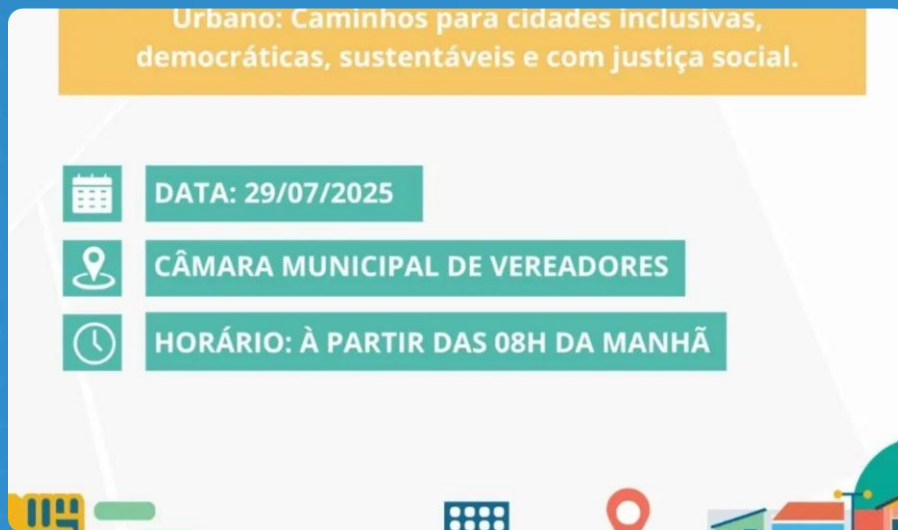 Urbano: Caminhos para cidades inclusivas,
democráticas, sustentáveis e com justiça social.
DATA: 29/07/2025
CÂMARA MUNICIPAL DE VEREADORES
HORÁRIO: À PARTIR DAS 08H DA MANHÃ